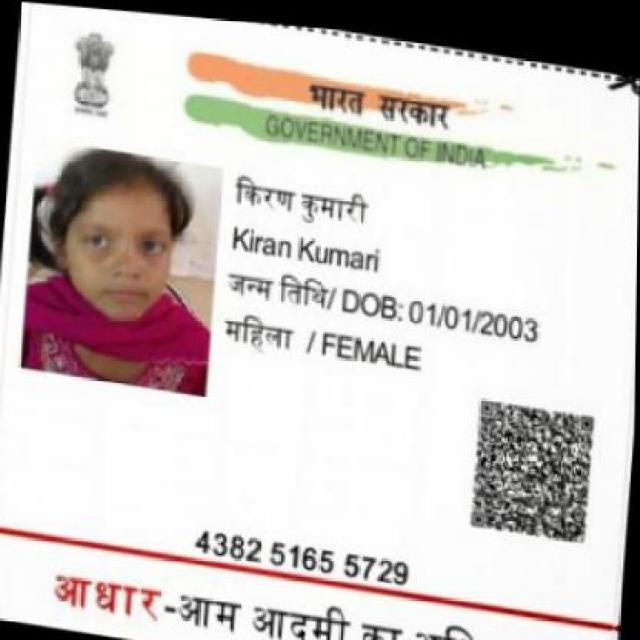 भारत सरकार
GOVERNMENT OF INDIA
किरण कुमारी
Kiran Kumari
जन्म तिथि/ DOB: 01/01/2003
महिला / FEMALE
4382 5165 5729
आधार-आम आदमी का